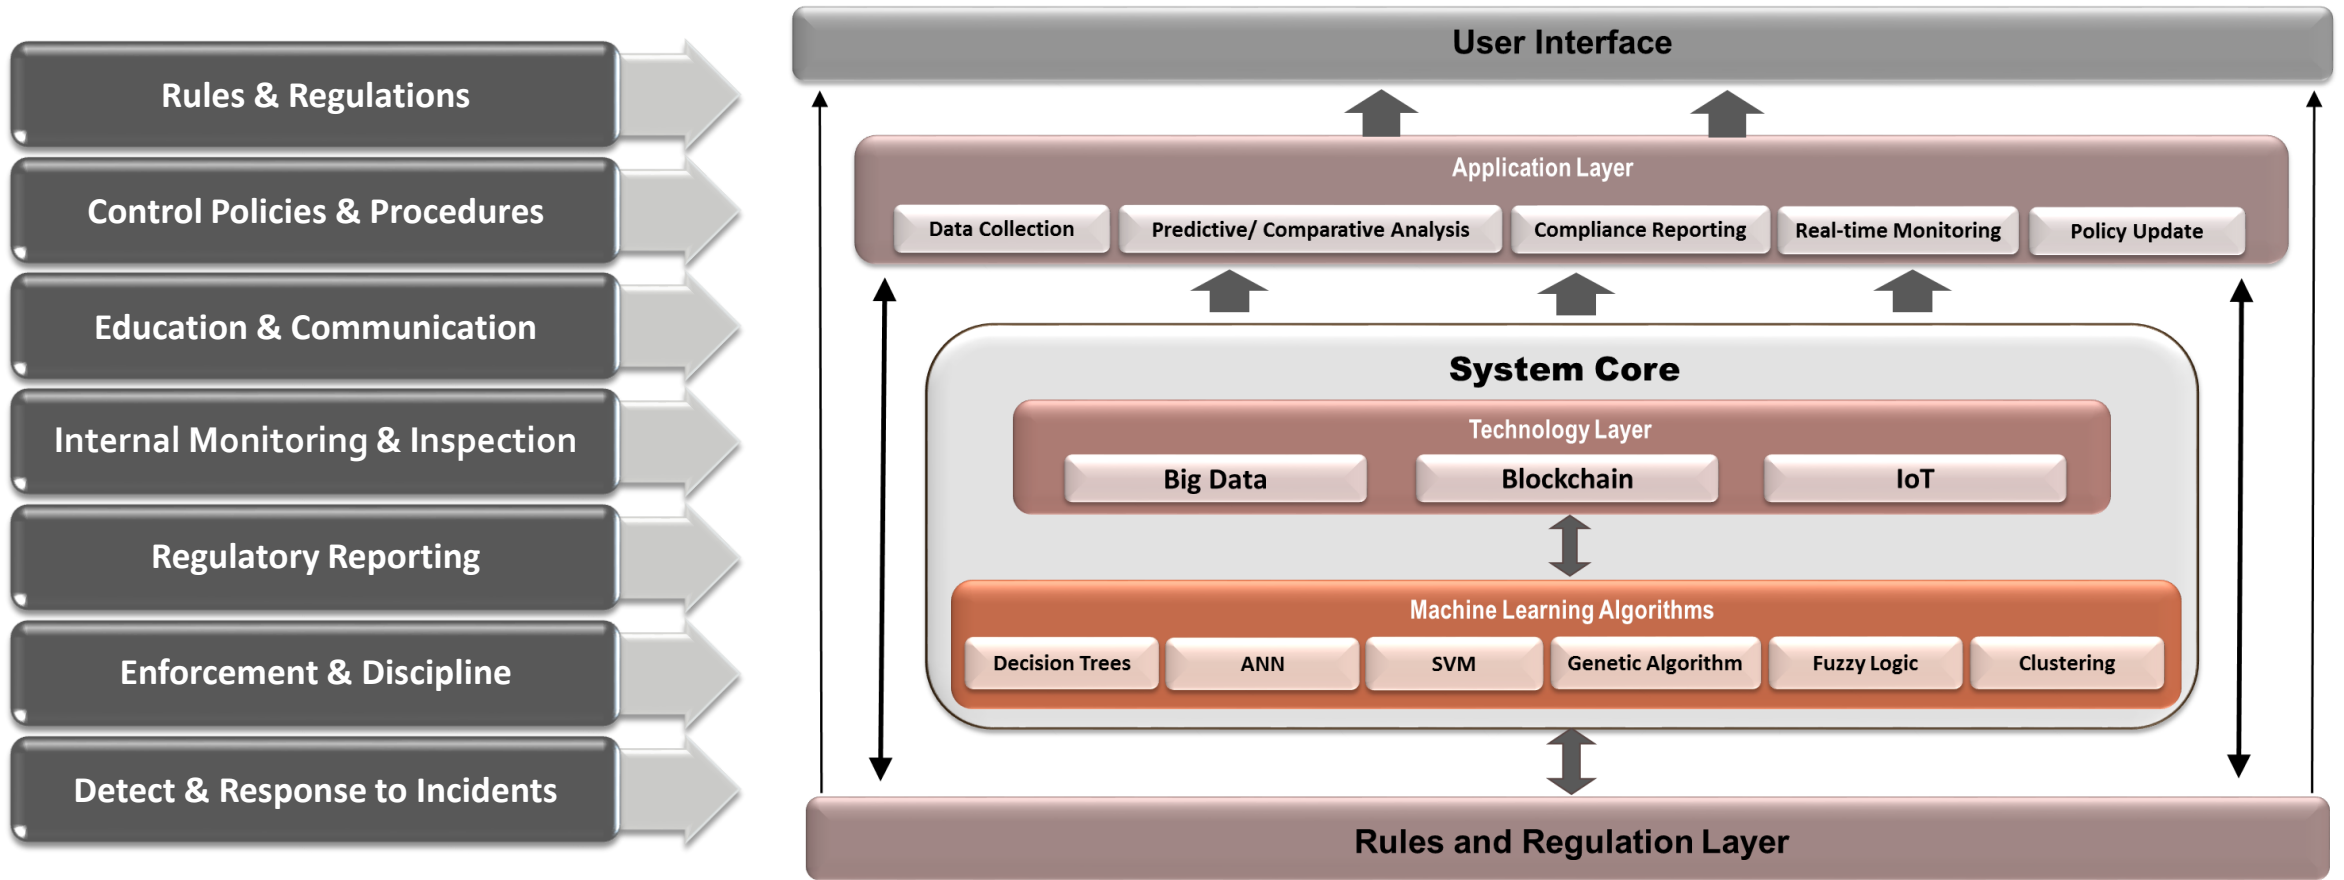 Rules & Regulations
Control Policies & Procedures
Education & Communication
Internal Monitoring & Inspection
Regulatory Reporting
Enforcement & Discipline
Detect & Response to Incidents
User Interface
Application Layer
Data Collection
Predictive/ Comparative Analysis
Compliance Reporting
Real-time Monitoring
Policy Update
System Core
Technology Layer
Big Data
Blockchain
IoT
Machine Learning Algorithms
Decision Trees
ANN
SVM
Genetic Algorithm
Fuzzy Logic
Clustering
Rules and Regulation Layer